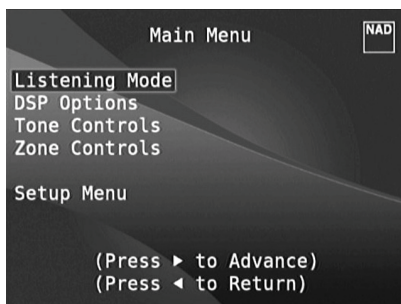 Main Menu
NAD
Listening Mode
DSP Options
Tone Controls
Zone Controls
Setup Menu
(Press ▶ to Advance)
(Press ◀ to Return)